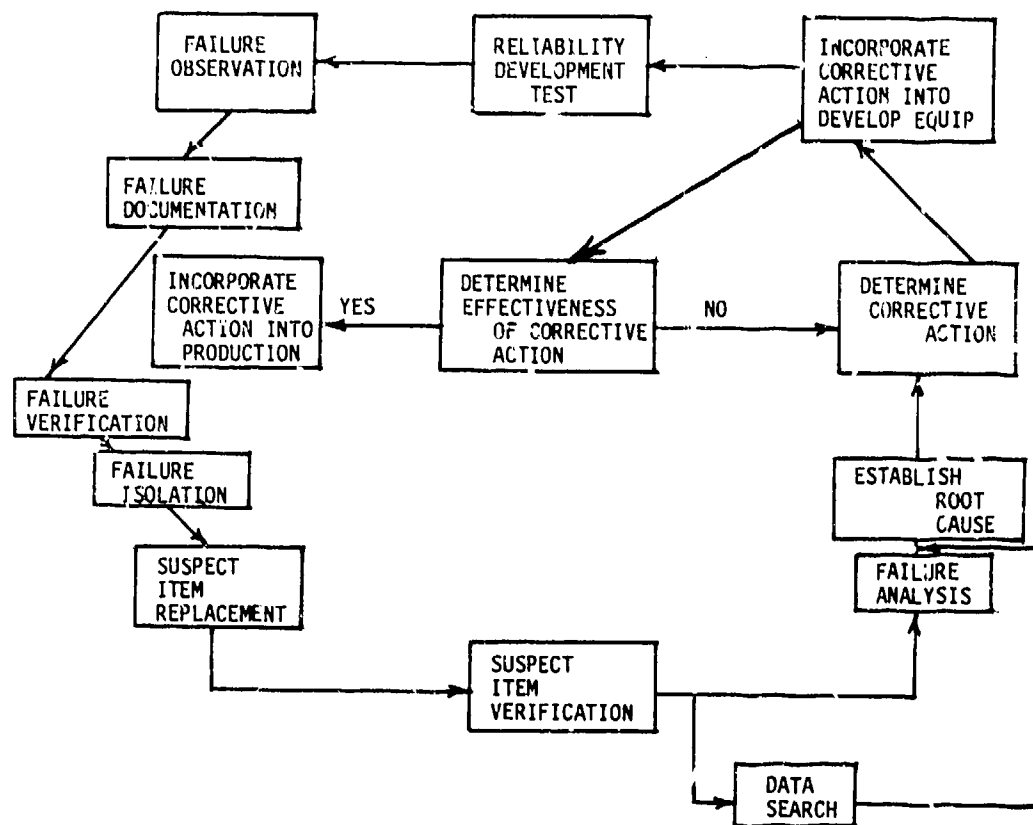 FAILURE
OBSERVATION
RELIABILITY
DEVELOPMENT
TEST
INCORPORATE
CORRECTIVE
ACTION INTO
DEVELOP EQUIP
FAILURE
DOCUMENTATION
INCORPORATE
CORRECTIVE
ACTION INTO
PRODUCTION
YES
DETERMINE
EFFECTIVENESS
OF CORRECTIVE
ACTION
NO
DETERMINE
CORRECTIVE
ACTION
FAILURE
VERIFICATION
FAILURE
ISOLATION
SUSPECT
ITEM
REPLACEMENT
SUSPECT
ITEM
VERIFICATION
ESTABLISH
ROOT
CAUSE
FAILURE
ANALYSIS
DATA
SEARCH